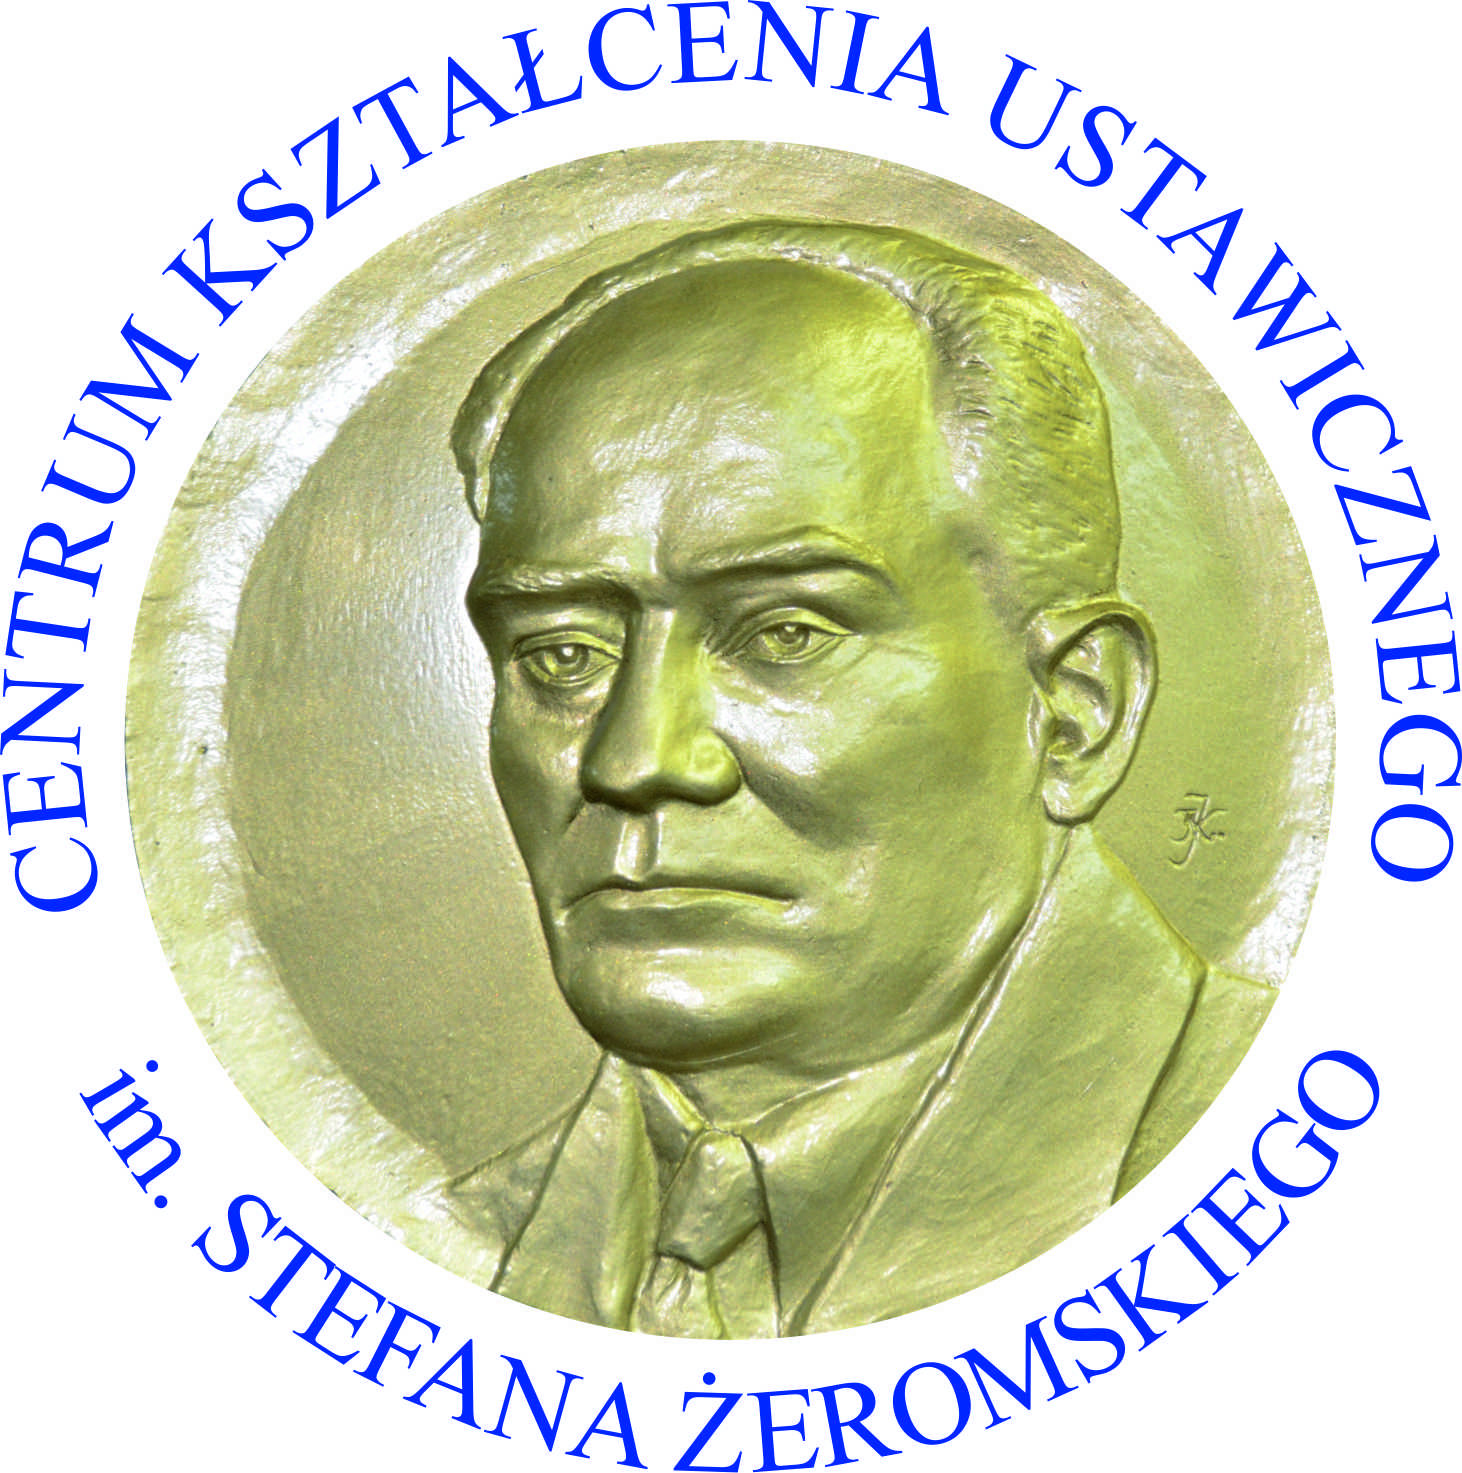 CENTRUM KSZTAŁCENIA USTAWICZNEGO
im. STEFANA ŻEROMSKIEGO